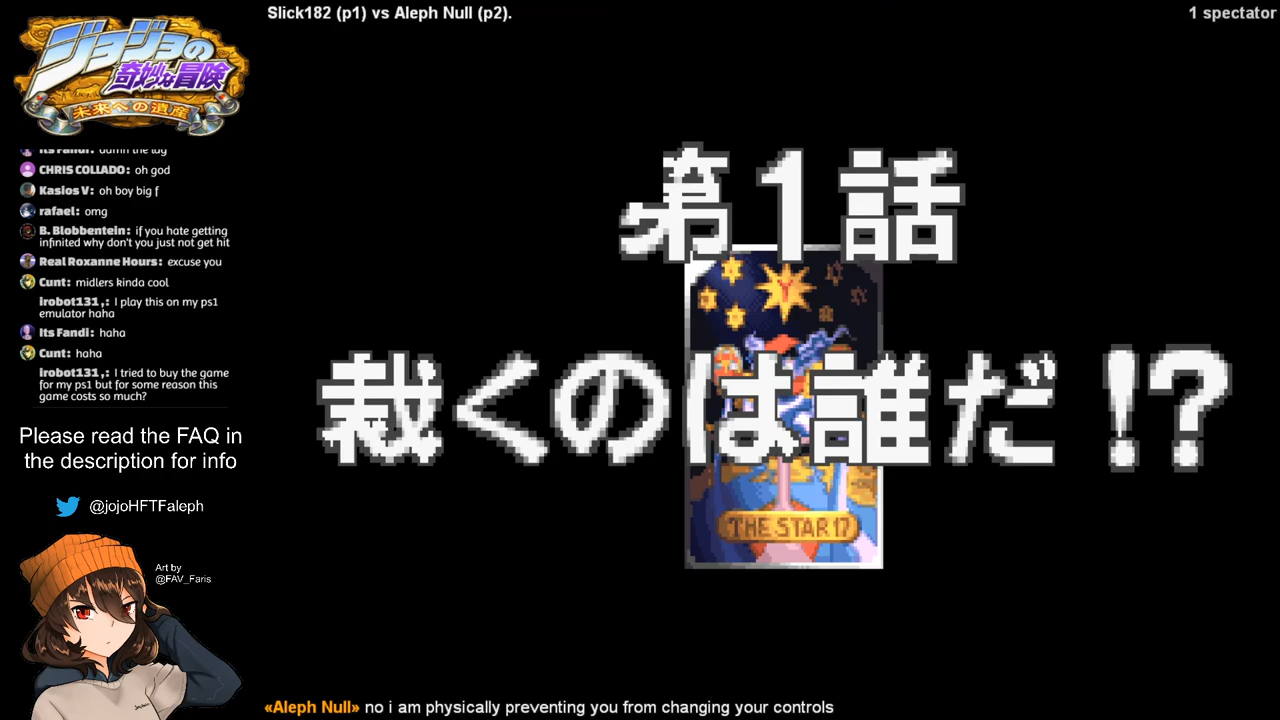 Slick182 (p1) vs Aleph Null (p2).
1 spectator
ジョジョの
奇妙な冒険
未来への遺産
Its Fandi: damn the lag
CHRIS COLLADO: oh god
Kasios V: oh boy big f
rafael: omg
B. Blobbentein: if you hate getting
infinited why don't you just not get hit
Real Roxanne Hours: excuse you
Cunt: midlers kinda cool
irobot131,: I play this on my ps1
emulator haha
Its Fandi: haha
Cunt: haha
irobot131,: I tried to buy the game
for my ps1 but for some reason this
game costs so much?
Please read the FAQ in
the description for info
@jojoHFTFaleph
Art by
@FAV_Faris
第1話
裁くのは誰だ!?
THE STAR 17
«Aleph Null» no i am physically preventing you from changing your controls